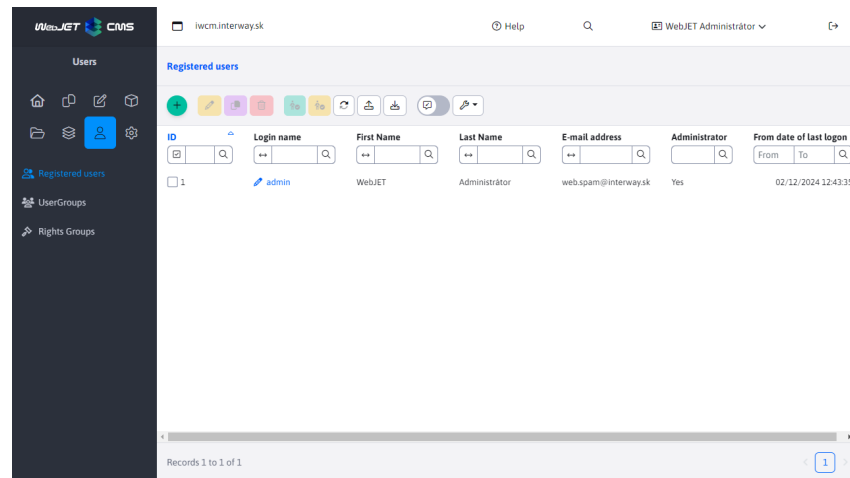 WebJET CMS
iwcm.interway.sk
Help
WebJET Administrátor
Users
Registered users
UserGroups
Rights Groups
Registered users
ID Login name First Name Last Name E-mail address Administrator From date of last logon
From To
1 admin WebJET Administrátor web.spam@interway.sk Yes 02/12/2024 12:43:35
Records 1 to 1 of 1
1